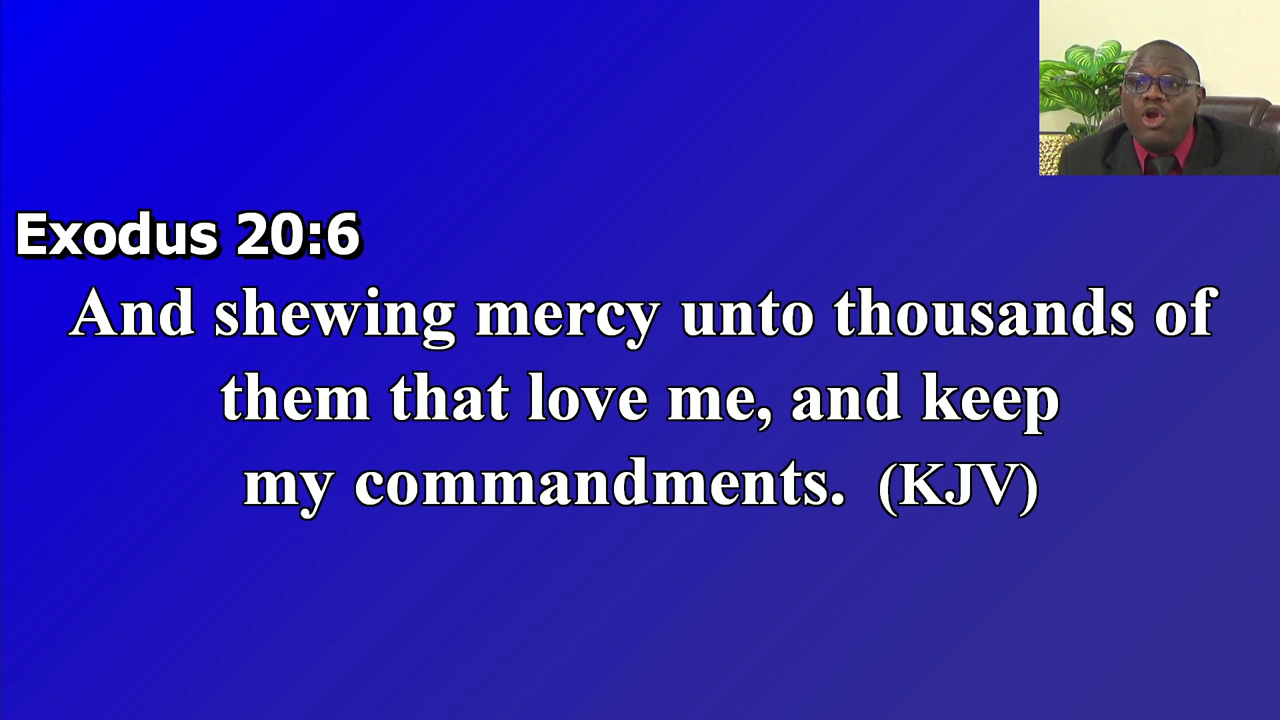 Exodus 20:6
And shewing mercy unto thousands of
them that love me, and keep
my commandments. (KJV)